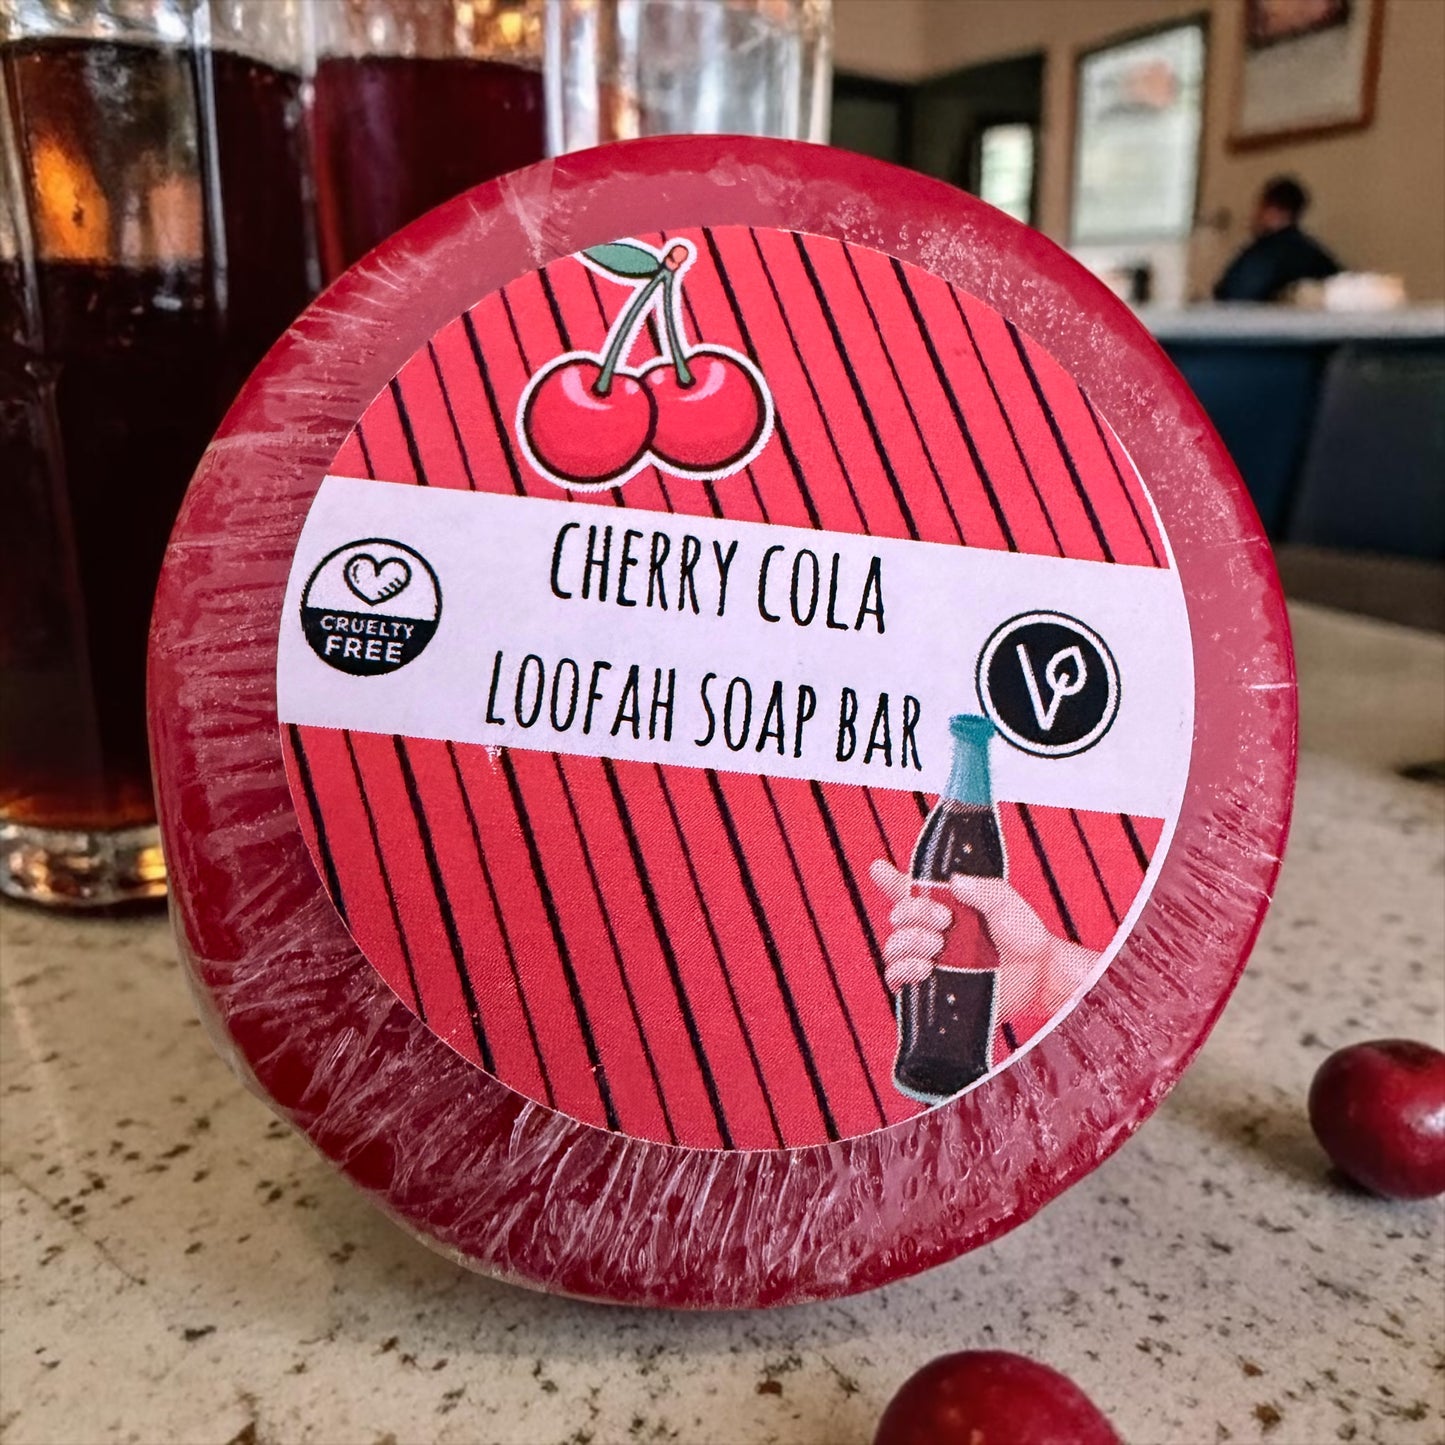 CHERRY COLA
LOOFAH SOAP BAR
CRUELTY
FREE
V